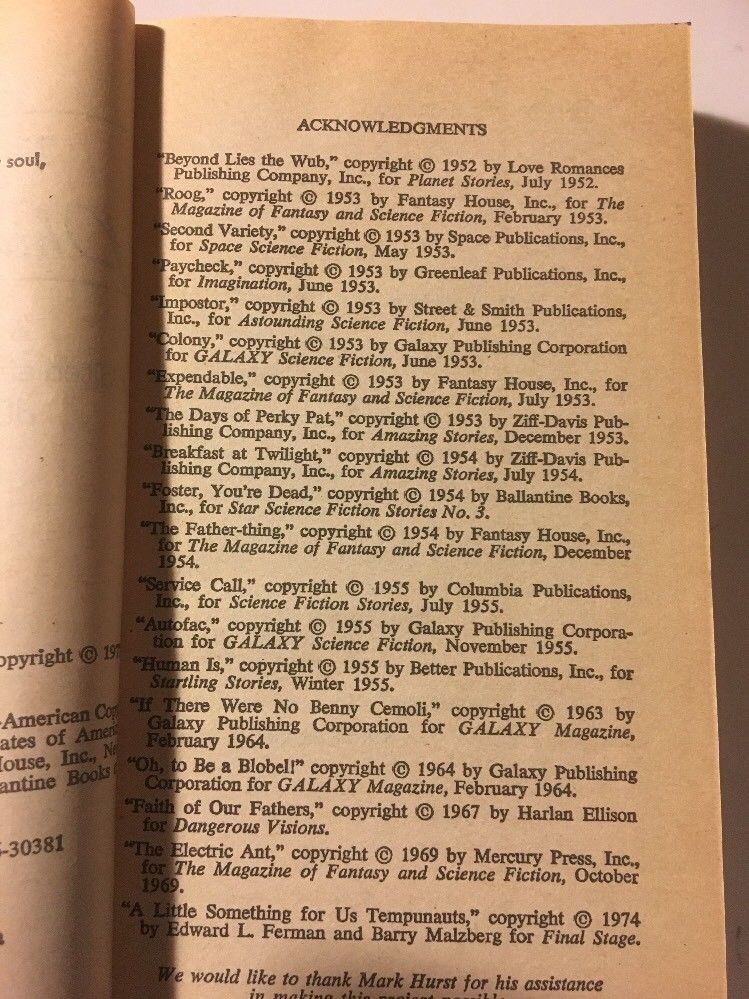 soul,
opyright © 197
-American Cop
ates of Amer
ouse, Inc., Ne
antine Books
-30381
ACKNOWLEDGMENTS
"Beyond Lies the Wub," copyright © 1952 by Love Romances
Publishing Company, Inc., for Planet Stories, July 1952.
"Roog," copyright © 1953 by Fantasy House, Inc., for The
Magazine of Fantasy and Science Fiction, February 1953.
"Second Variety," copyright © 1953 by Space Publications, Inc.,
for Space Science Fiction, May 1953.
"Paycheck," copyright © 1953 by Greenleaf Publications, Inc.,
for Imagination, June 1953.
"Impostor," copyright © 1953 by Street & Smith Publications,
Inc., for Astounding Science Fiction, June 1953.
"Colony," copyright © 1953 by Galaxy Publishing Corporation
for GALAXY Science Fiction, June 1953.
"Expendable," copyright © 1953 by Fantasy House, Inc., for
The Magazine of Fantasy and Science Fiction, July 1953.
"The Days of Perky Pat," copyright © 1953 by Ziff-Davis Pub-
lishing Company, Inc., for Amazing Stories, December 1953.
"Breakfast at Twilight," copyright © 1954 by Ziff-Davis Pub-
lishing Company, Inc., for Amazing Stories, July 1954.
"Foster, You're Dead," copyright © 1954 by Ballantine Books,
Inc., for Star Science Fiction Stories No. 3.
"The Father-thing," copyright © 1954 by Fantasy House, Inc.,
for The Magazine of Fantasy and Science Fiction, December
1954.
"Service Call," copyright © 1955 by Columbia Publications,
Inc., for Science Fiction Stories, July 1955.
"Autofac," copyright © 1955 by Galaxy Publishing Corpora-
tion for GALAXY Science Fiction, November 1955.
"Human Is," copyright © 1955 by Better Publications, Inc., for
Startling Stories, Winter 1955.
"If There Were No Benny Cemoli," copyright © 1963 by
Galaxy Publishing Corporation for GALAXY Magazine,
February 1964.
"Oh, to Be a Blobel!" copyright © 1964 by Galaxy Publishing
Corporation for GALAXY Magazine, February 1964.
"Faith of Our Fathers," copyright © 1967 by Harlan Ellison
for Dangerous Visions.
"The Electric Ant," copyright © 1969 by Mercury Press, Inc.,
for The Magazine of Fantasy and Science Fiction, October
1969.
"A Little Something for Us Tempunauts," copyright © 1974
by Edward L. Ferman and Barry Malzberg for Final Stage.
We would like to thank Mark Hurst for his assistance
in making this project possible